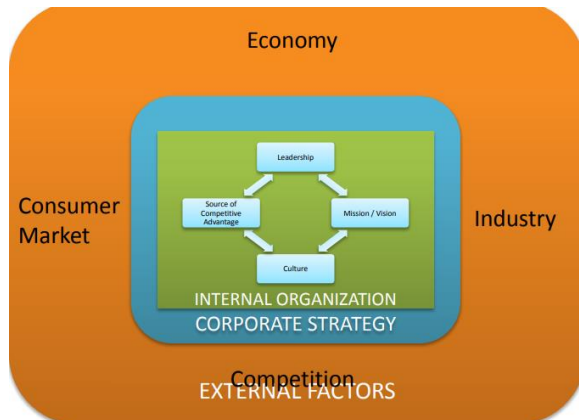 Economy
Leadership
Consumer
Market
Source of
Competitive
Advantage
Mission / Vision
Industry
Culture
INTERNAL ORGANIZATION
CORPORATE STRATEGY
Competition
EXTERNAL FACTORS